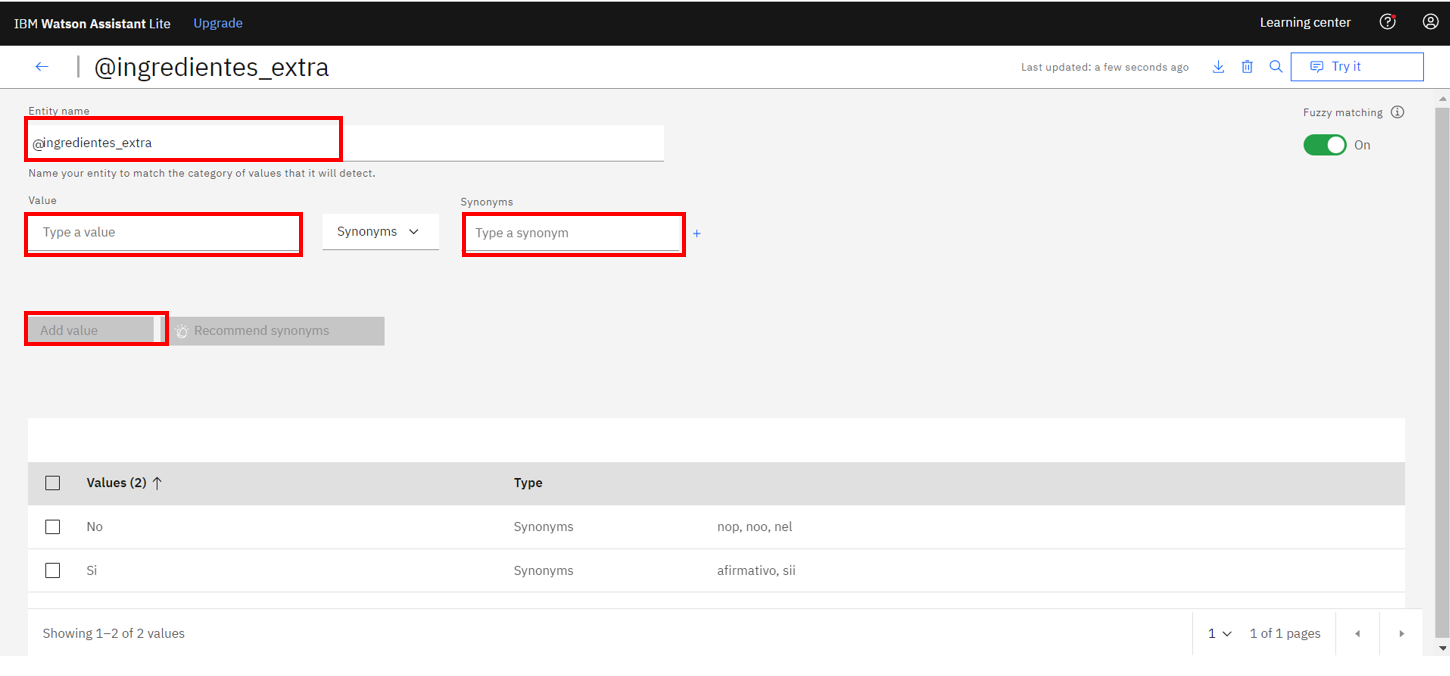 IBM Watson Assistant Lite Upgrade Learning center
@ingredientes_extra Last updated: a few seconds ago Try it
Entity name Fuzzy matching
@ingredientes_extra On
Name your entity to match the category of values that it will detect.
Value Synonyms
Type a value Synonyms Type a synonym +
Add value Recommend synonyms
Values (2) ↑ Type
No Synonyms nop, noo, nel
Si Synonyms afirmativo, sii
Showing 1–2 of 2 values 1 1 of 1 pages